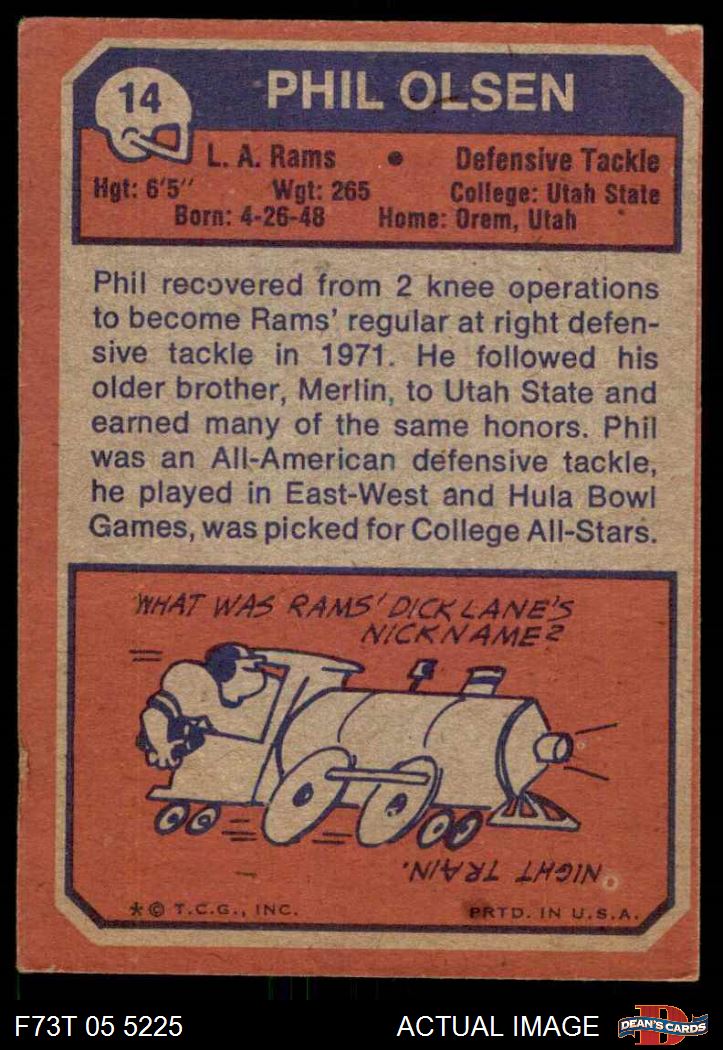 14
PHIL OLSEN
L. A. Rams • Defensive Tackle
Hgt: 6'5" Wgt: 265 College: Utah State
Born: 4-26-48 Home: Orem, Utah
Phil recovered from 2 knee operations
to become Rams' regular at right defen-
sive tackle in 1971. He followed his
older brother, Merlin, to Utah State and
earned many of the same honors. Phil
was an All-American defensive tackle,
he played in East-West and Hula Bowl
Games, was picked for College All-Stars.
WHAT WAS RAMS' DICK LANE'S
NICKNAME?
NIGHT TRAIN.
*© T.C.G., INC. PRTD. IN U.S.A.
F73T 05 5225 ACTUAL IMAGE D DEAN'S CARDS